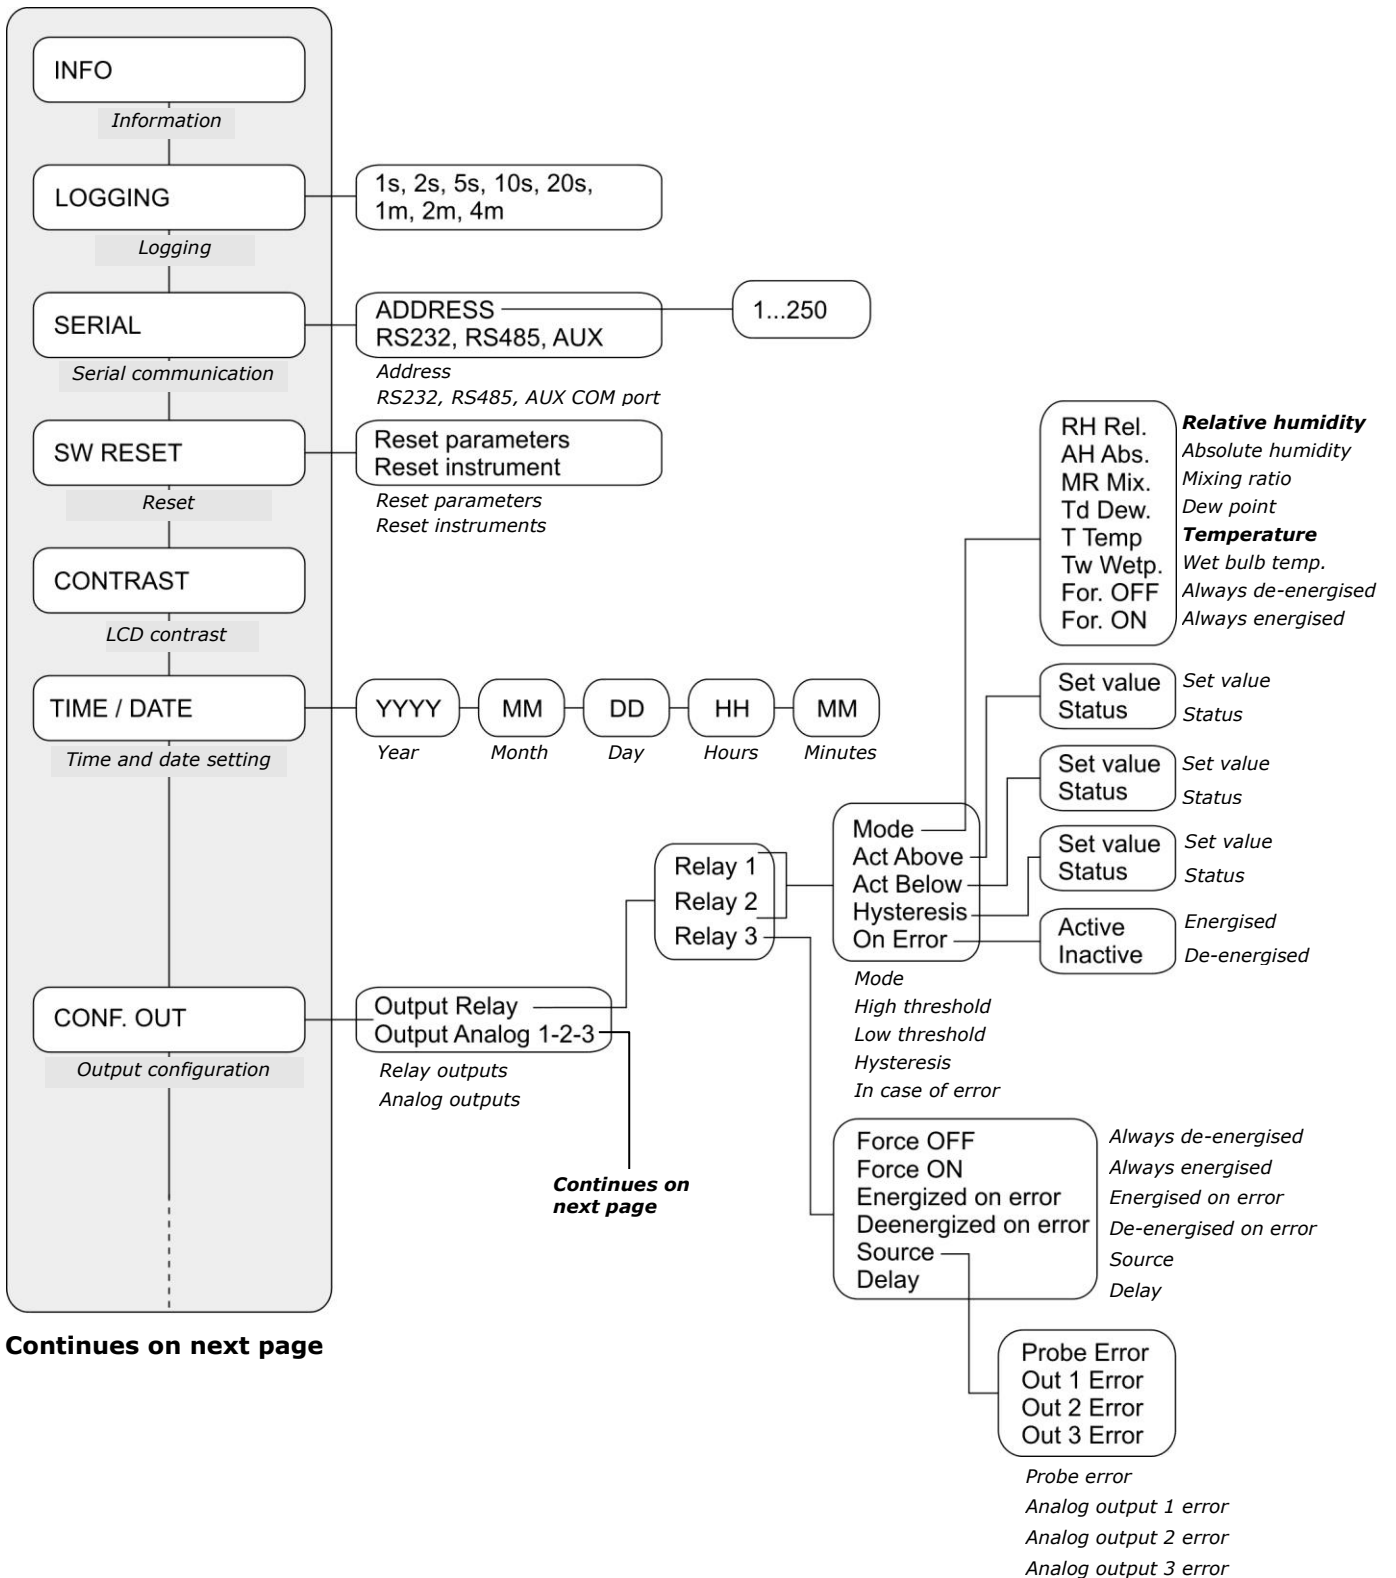 INFO
Information
LOGGING
1s, 2s, 5s, 10s, 20s,
1m, 2m, 4m
Logging
SERIAL
ADDRESS
RS232, RS485, AUX
1...250
Serial communication
Address
RS232, RS485, AUX COM port
SW RESET
Reset parameters
Reset instrument
Reset
Reset parameters
Reset instruments
CONTRAST
LCD contrast
TIME / DATE
YYYY
MM
DD
HH
MM
Time and date setting
Year
Month
Day
Hours
Minutes
CONF. OUT
Output Relay
Output Analog 1-2-3
Output configuration
Relay outputs
Analog outputs
Continues on
next page
Relay 1
Relay 2
Relay 3
Mode
Act Above
Act Below
Hysteresis
On Error
Mode
High threshold
Low threshold
Hysteresis
In case of error
RH Rel.
AH Abs.
MR Mix.
Td Dew.
T Temp
Tw Wetp.
For. OFF
For. ON
Relative humidity
Absolute humidity
Mixing ratio
Dew point
Temperature
Wet bulb temp.
Always de-energised
Always energised
Set value
Status
Set value
Status
Set value
Status
Set value
Status
Set value
Status
Set value
Status
Active
Inactive
Energised
De-energised
Force OFF
Force ON
Energized on error
Deenergized on error
Source
Delay
Always de-energised
Always energised
Energised on error
De-energised on error
Source
Delay
Probe Error
Out 1 Error
Out 2 Error
Out 3 Error
Probe error
Analog output 1 error
Analog output 2 error
Analog output 3 error
Continues on next page